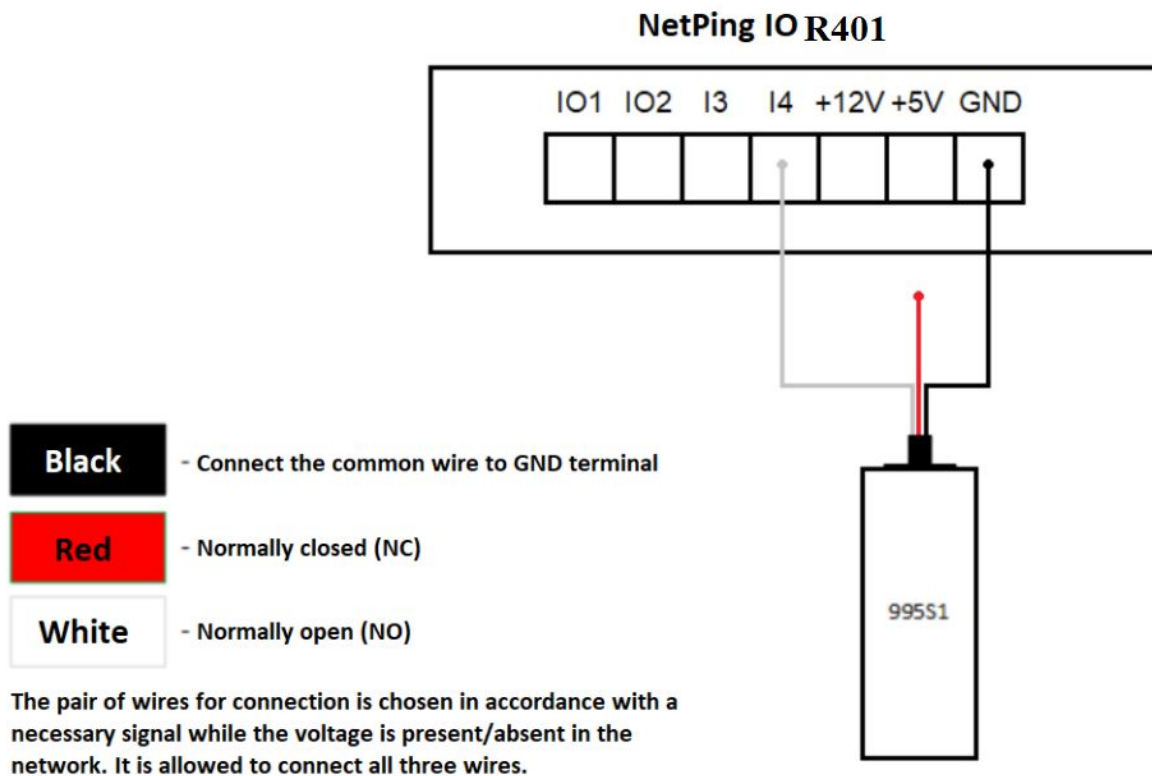 NetPing IO R401
IO1 IO2 I3 I4 +12V +5V GND
Black - Connect the common wire to GND terminal
Red - Normally closed (NC)
White - Normally open (NO)
995S1
The pair of wires for connection is chosen in accordance with a
necessary signal while the voltage is present/absent in the
network. It is allowed to connect all three wires.